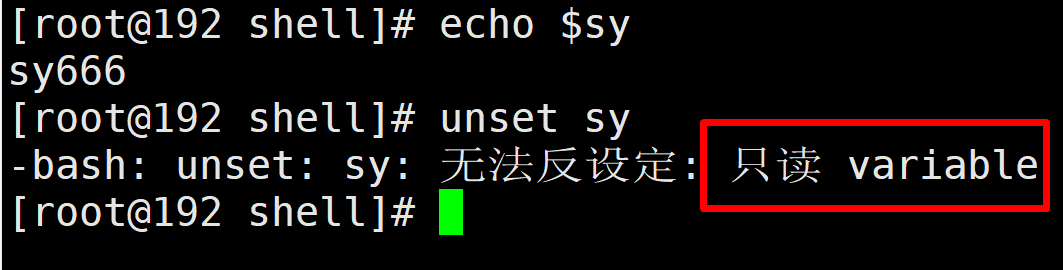 [root@192 shell]# echo $sy
sy666
[root@192 shell]# unset sy
-bash: unset: sy: 无法反设定: 只读 variable
[root@192 shell]#